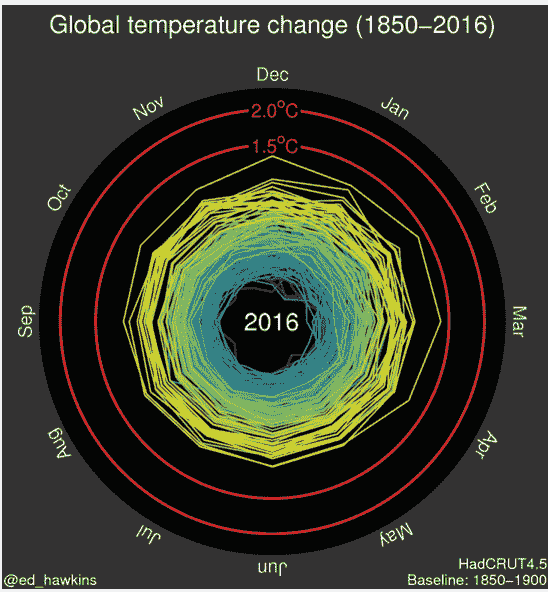 Global temperature change (1850–2016)
Dec
Jan
Feb
Mar
Apr
May
Jun
Jul
Aug
Sep
Oct
Nov
2.0°C
1.5°C
2016
@ed_hawkins
HadCRUT4.5
Baseline: 1850–1900